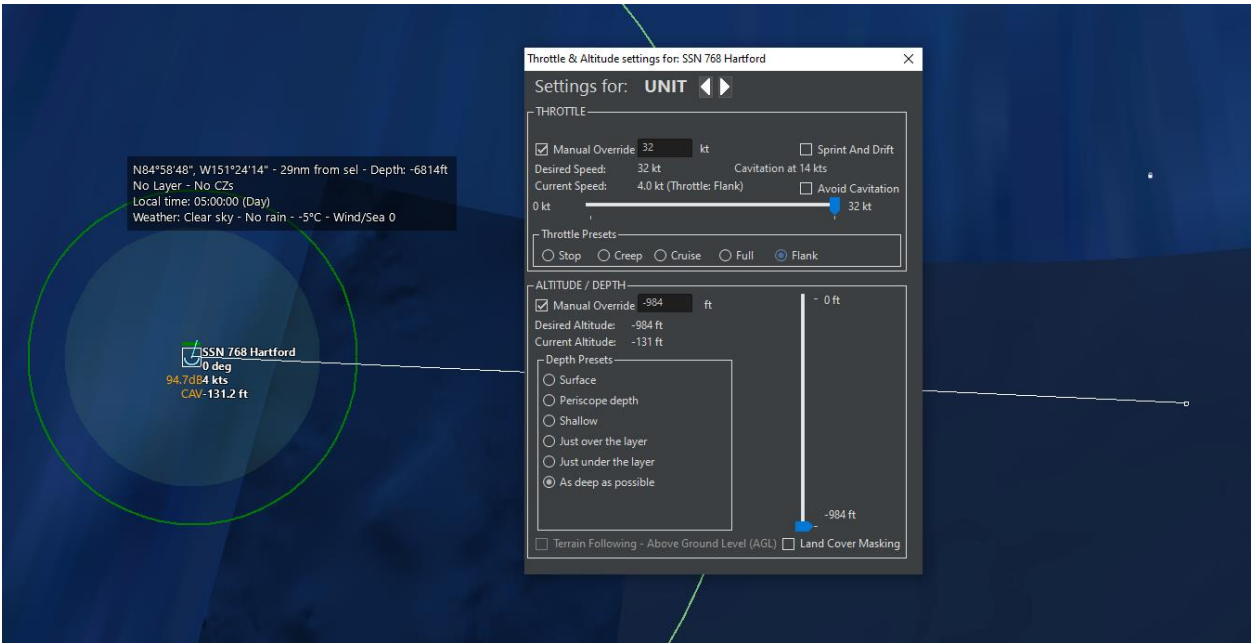 Throttle & Altitude settings for: SSN 768 Hartford
Settings for: UNIT
THROTTLE
Manual Override 32 kt Sprint And Drift
Desired Speed: 32 kt Cavitation at 14 kts
Current Speed: 4.0 kt (Throttle: Flank) Avoid Cavitation
0 kt 32 kt
Throttle Presets
Stop Creep Cruise Full Flank
ALTITUDE / DEPTH
Manual Override -984 ft - 0 ft
Desired Altitude: -984 ft
Current Altitude: -131 ft
Depth Presets
Surface
Periscope depth
Shallow
Just over the layer
Just under the layer
As deep as possible
-984 ft
Terrain Following - Above Ground Level (AGL) Land Cover Masking
N84°58'48", W151°24'14" - 29nm from sel - Depth: -6814ft
No Layer - No CZs
Local time: 05:00:00 (Day)
Weather: Clear sky - No rain - -5°C - Wind/Sea 0
SSN 768 Hartford
0 deg
94.7dB 4 kts
CAV -131.2 ft